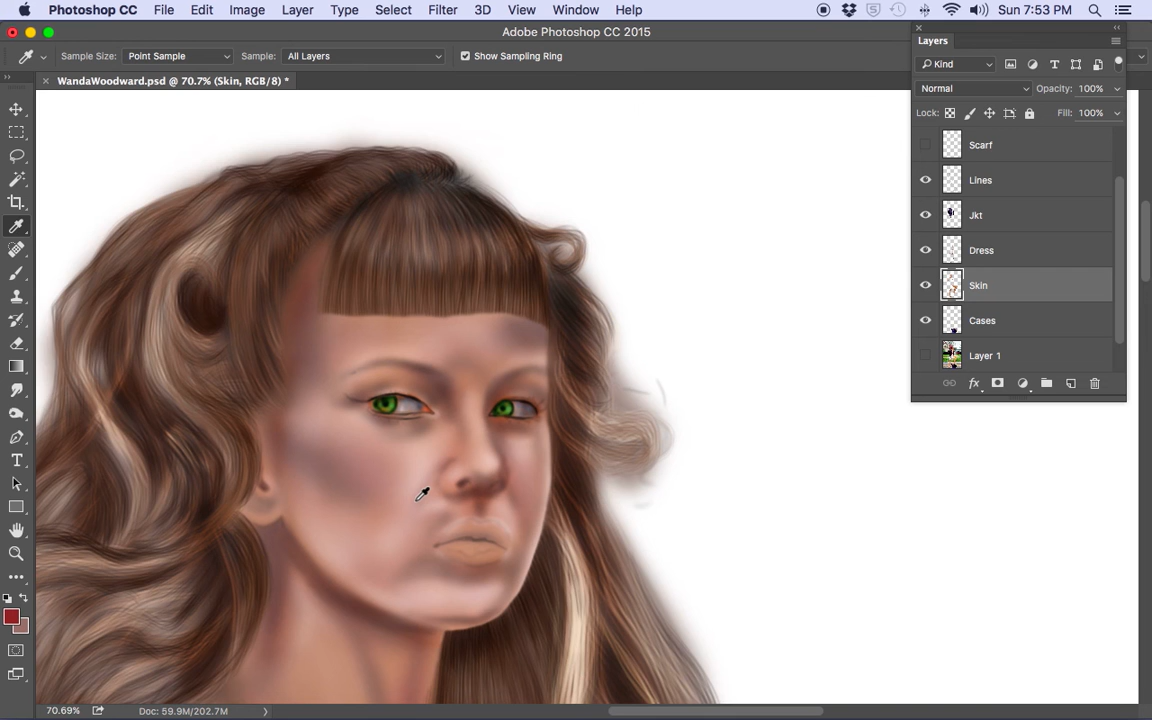 Photoshop CC File Edit Image Layer Type Select Filter 3D View Window Help Sun 7:53 PM
Adobe Photoshop CC 2015
Sample Size: Point Sample Sample: All Layers Show Sampling Ring
WandaWoodward.psd @ 70.7% (Skin, RGB/8) *
Layers
Kind
Normal Opacity: 100%
Lock: Fill: 100%
Scarf
Lines
Jkt
Dress
Skin
Cases
Layer 1
fx
70.69% Doc: 59.9M/202.7M